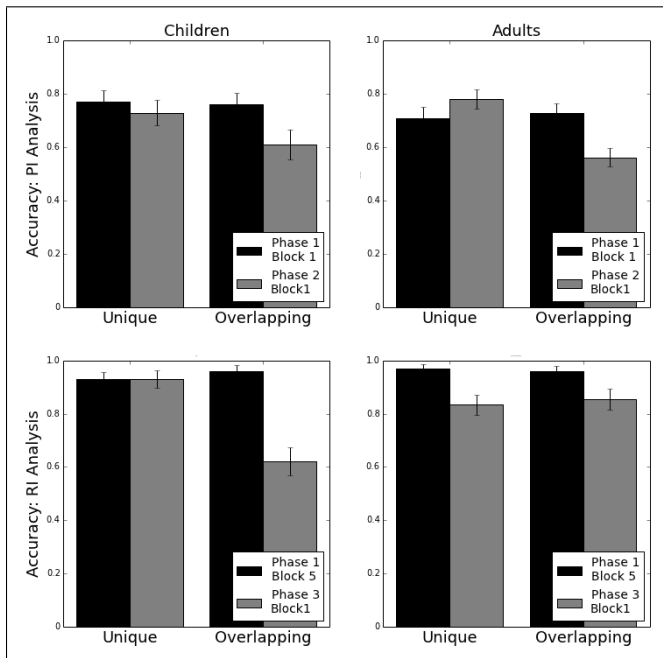 Children
Adults
Accuracy: PI Analysis
1.0
0.8
0.6
0.4
0.2
0
Phase 1
Block 1
Phase 2
Block1
Unique
Overlapping
1.0
0.8
0.6
0.4
0.2
0
Phase 1
Block 1
Phase 2
Block1
Unique
Overlapping
Accuracy: RI Analysis
1.0
0.8
0.6
0.4
0.2
0
Phase 1
Block 5
Phase 3
Block1
Unique
Overlapping
1.0
0.8
0.6
0.4
0.2
0
Phase 1
Block 5
Phase 3
Block1
Unique
Overlapping